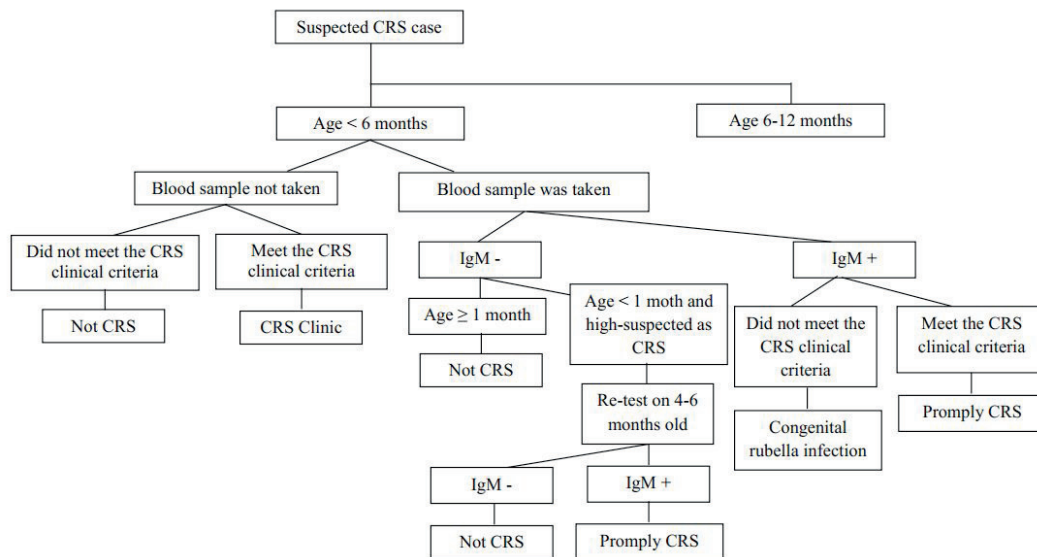 Suspected CRS case
Age < 6 months
Age 6-12 months
Blood sample not taken
Blood sample was taken
Did not meet the CRS
clinical criteria
Meet the CRS
clinical criteria
IgM -
IgM +
Not CRS
CRS Clinic
Age ≥ 1 month
Age < 1 moth and
high-suspected as
CRS
Did not meet the
CRS clinical
criteria
Meet the CRS
clinical criteria
Not CRS
Re-test on 4-6
months old
Congenital
rubella infection
Promply CRS
IgM -
IgM +
Not CRS
Promply CRS